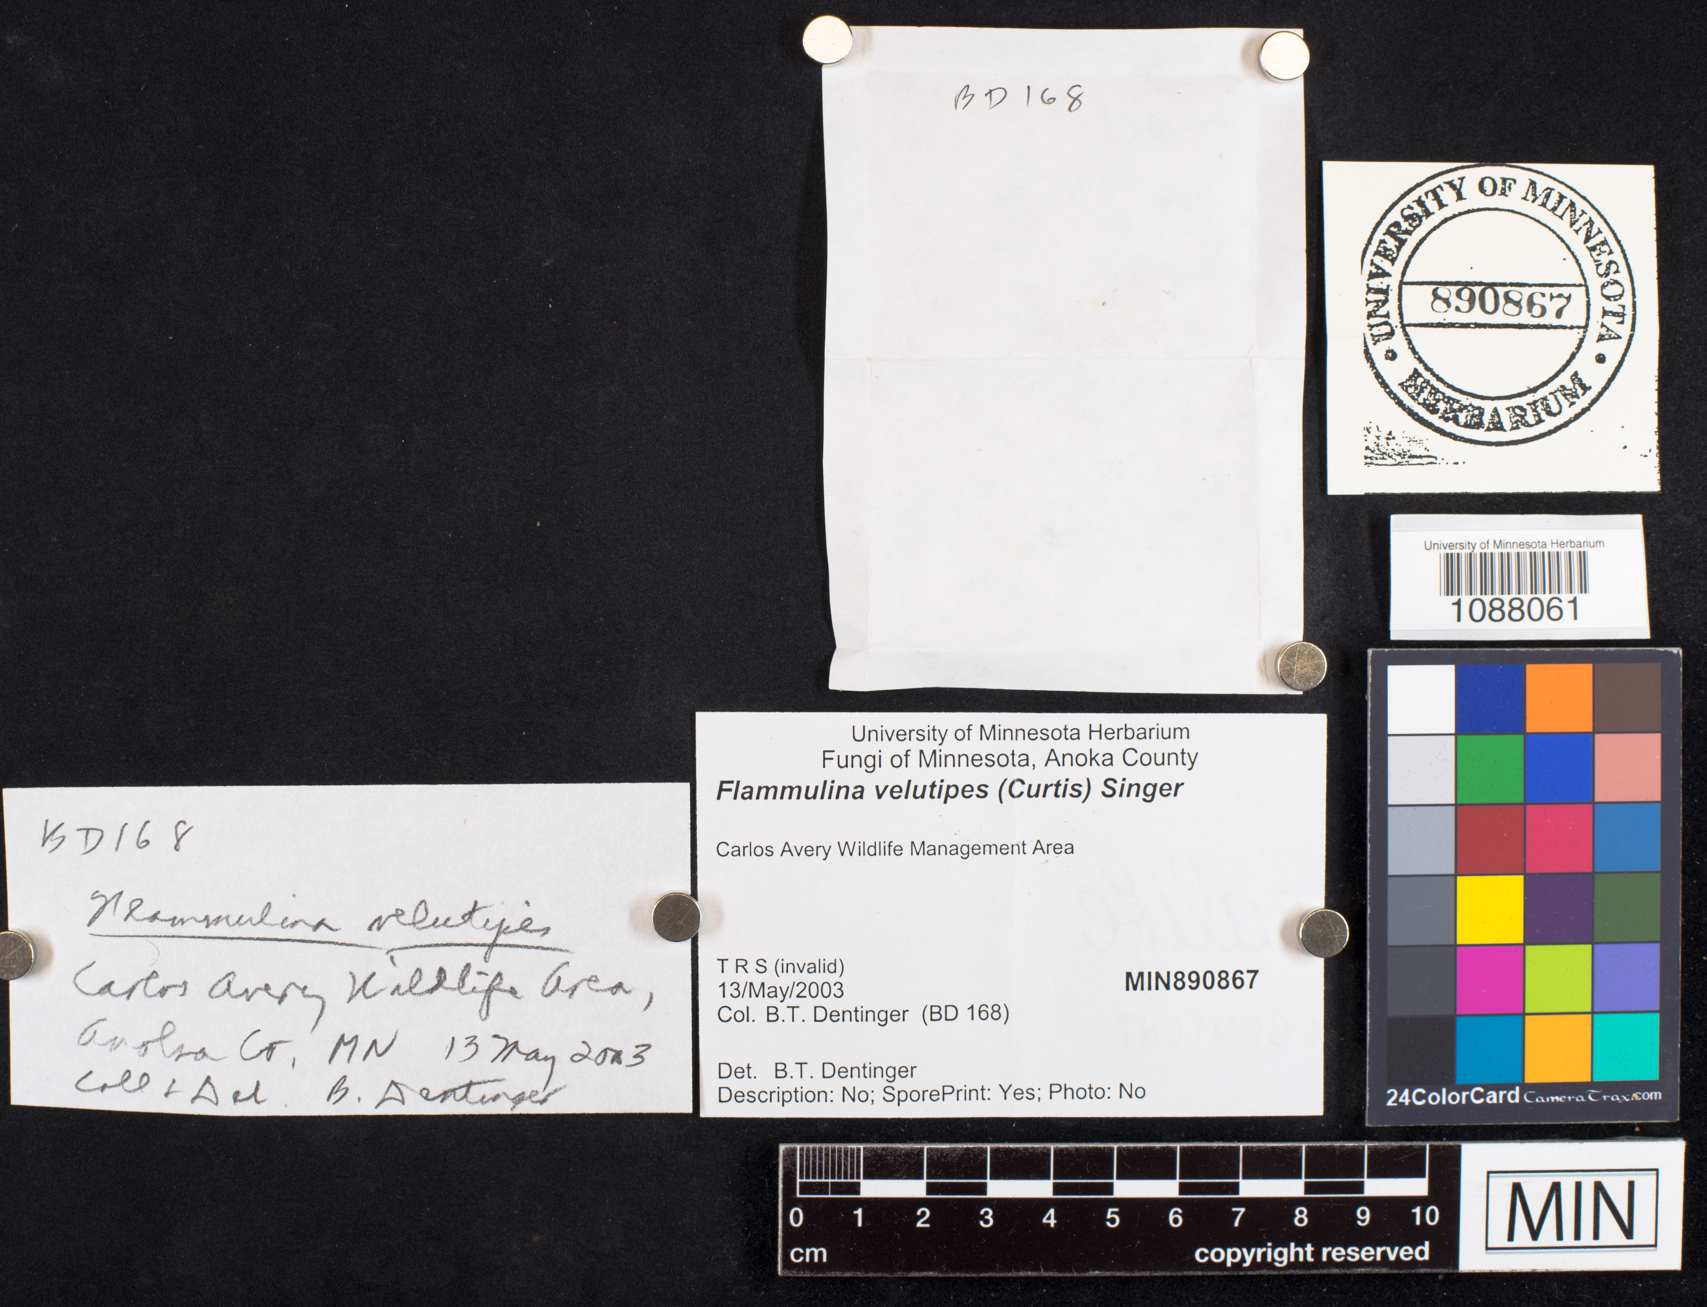 BD168
UNIVERSITY OF MINNESOTA
890867
HERBARIUM
University of Minnesota Herbarium
1088061
University of Minnesota Herbarium
Fungi of Minnesota, Anoka County
Flammulina velutipes (Curtis) Singer
Carlos Avery Wildlife Management Area
T R S (invalid)
13/May/2003
Col. B.T. Dentinger (BD 168)
MIN890867
Det. B.T. Dentinger
Description: No; SporePrint: Yes; Photo: No
BD168
Flammulina velutipes
Carlos Avery Wildlife Area,
Anoka Co, MN 13 May 2003
Coll & Det. B. Dentinger
24ColorCard CameraTrax.com
0 1 2 3 4 5 6 7 8 9 10
cm copyright reserved
MIN